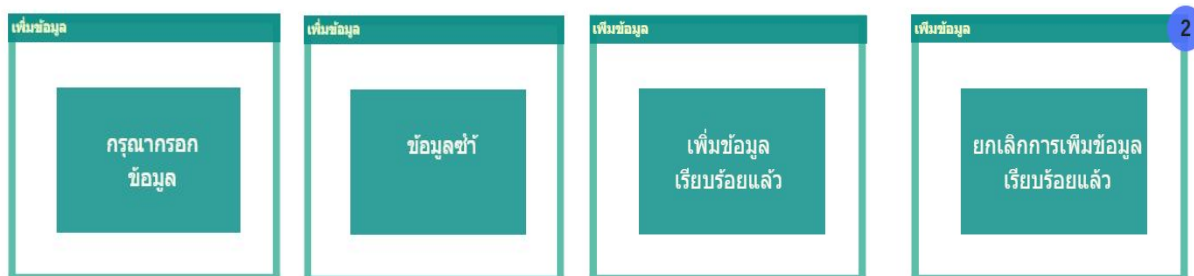 เพิ่มข้อมูล
กรุณากรอก
ข้อมูล
เพิ่มข้อมูล
ข้อมูลซ้ำ
เพิ่มข้อมูล
เพิ่มข้อมูล
เรียบร้อยแล้ว
เพิ่มข้อมูล
2
ยกเลิกการเพิ่มข้อมูล
เรียบร้อยแล้ว